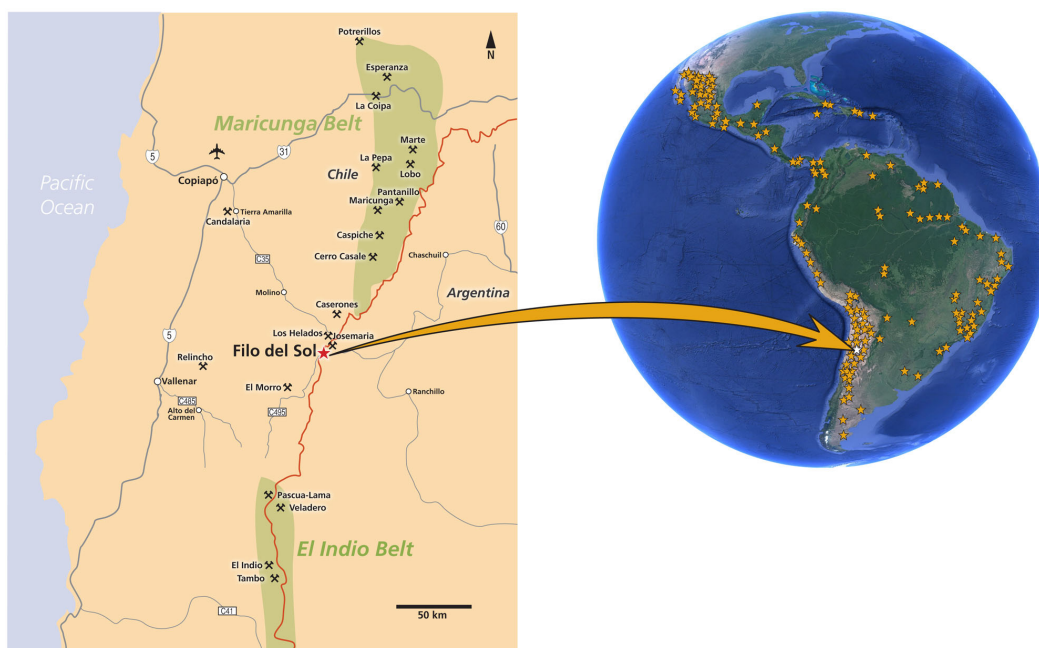 Potrerillos
N
Esperanza
La Coipa
Maricunga Belt
Marte
5
31
La Pepa
Lobo
Chile
Copiapó
Pacific
Ocean
Pantanillo
Maricunga
Tierra Amarilla
Candalaria
60
Caspiche
Chaschuil
Cerro Casale
C35
Molino
Argentina
Caserones
Los Helados
Josemaria
5
Filo del Sol
Relincho
Vallenar
El Morro
Ranchillo
C485
Alto del
Carmen
C495
Pascua-Lama
Veladero
El Indio Belt
El Indio
Tambo
C41
50 km